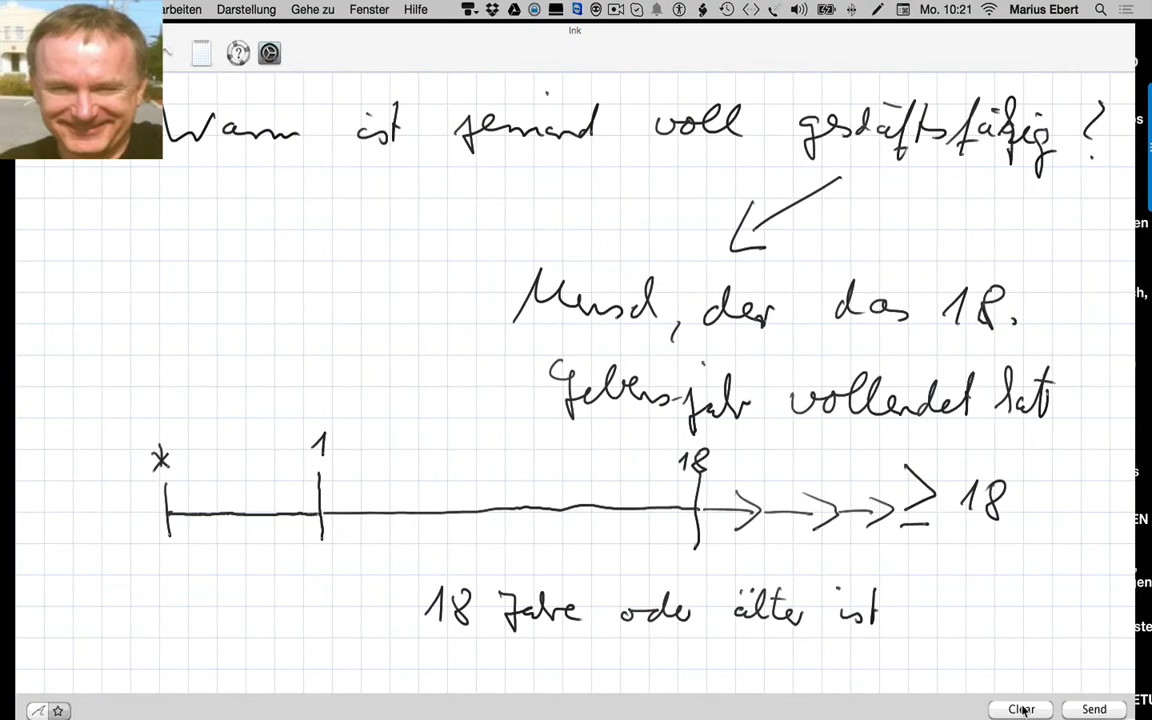 arbeiten Darstellung Gehe zu Fenster Hilfe Mo. 10:21 Marius Ebert
Ink
Wann ist jemand voll geschäftsfähig?
Mensch, der das 18.
Lebensjahr vollendet hat
* 1 18
≥ 18
18 Jahre oder älter ist
Clear Send